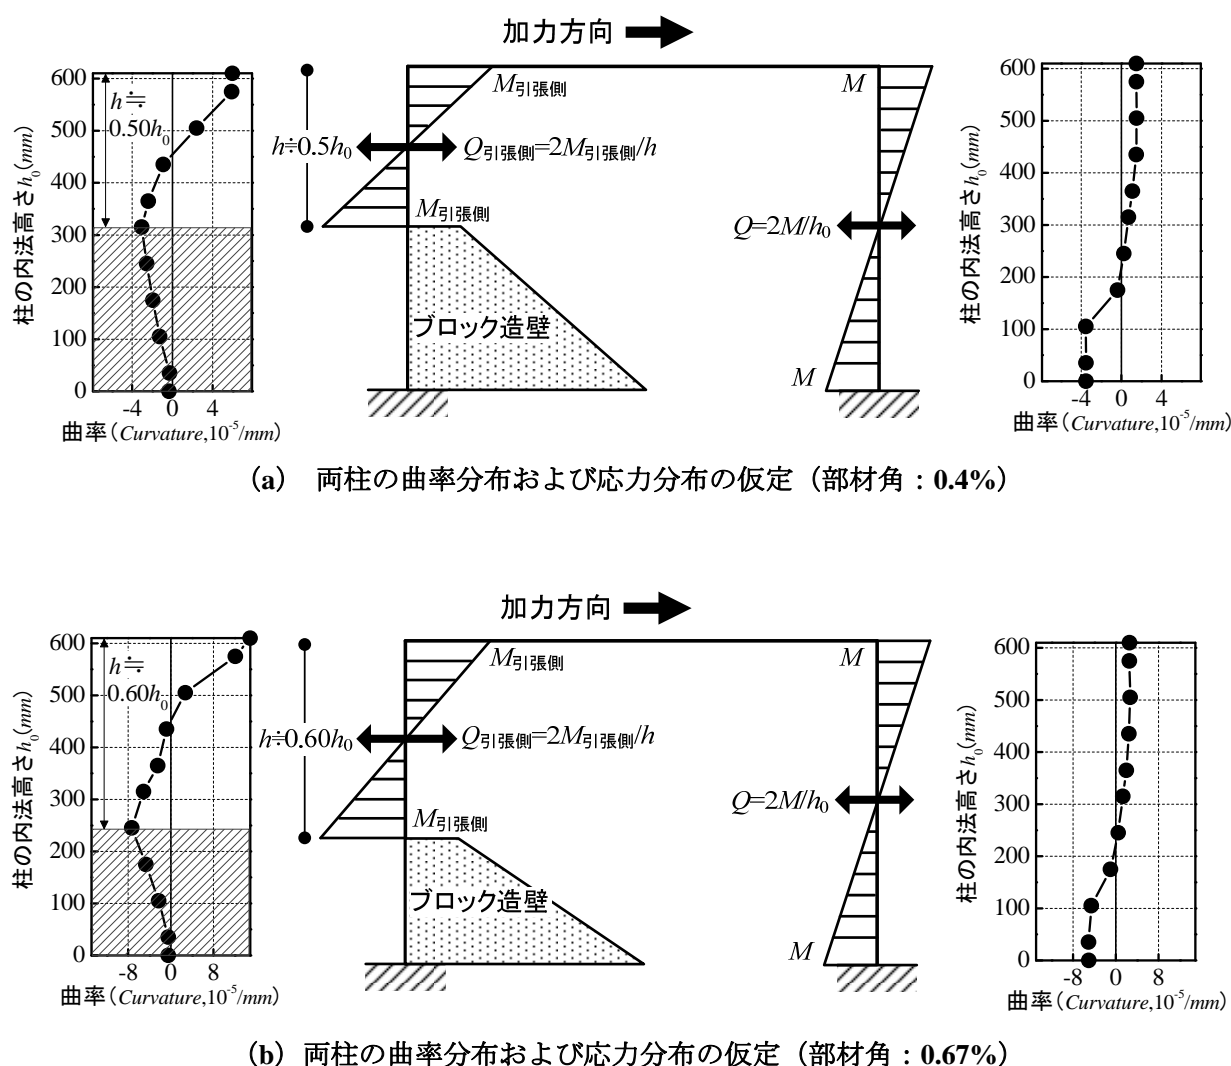 加力方向
600
500
400
300
200
100
0
h≒
0.50h₀
柱の内法高さh₀(mm)
-4 0 4
曲率(Curvature,10⁻⁵/mm)
h≒0.5h₀
M引張側
Q引張側=2M引張側/h
M引張側
ブロック造壁
M
Q=2M/h₀
M
600
500
400
300
200
100
0
柱の内法高さh₀(mm)
-4 0 4
曲率(Curvature,10⁻⁵/mm)
(a) 両柱の曲率分布および応力分布の仮定(部材角:0.4%)
加力方向
600
500
400
300
200
100
0
h≒
0.60h₀
柱の内法高さh₀(mm)
-8 0 8
曲率(Curvature,10⁻⁵/mm)
h≒0.60h₀
M引張側
Q引張側=2M引張側/h
M引張側
ブロック造壁
M
Q=2M/h₀
M
600
500
400
300
200
100
0
柱の内法高さh₀(mm)
-8 0 8
曲率(Curvature,10⁻⁵/mm)
(b) 両柱の曲率分布および応力分布の仮定(部材角:0.67%)